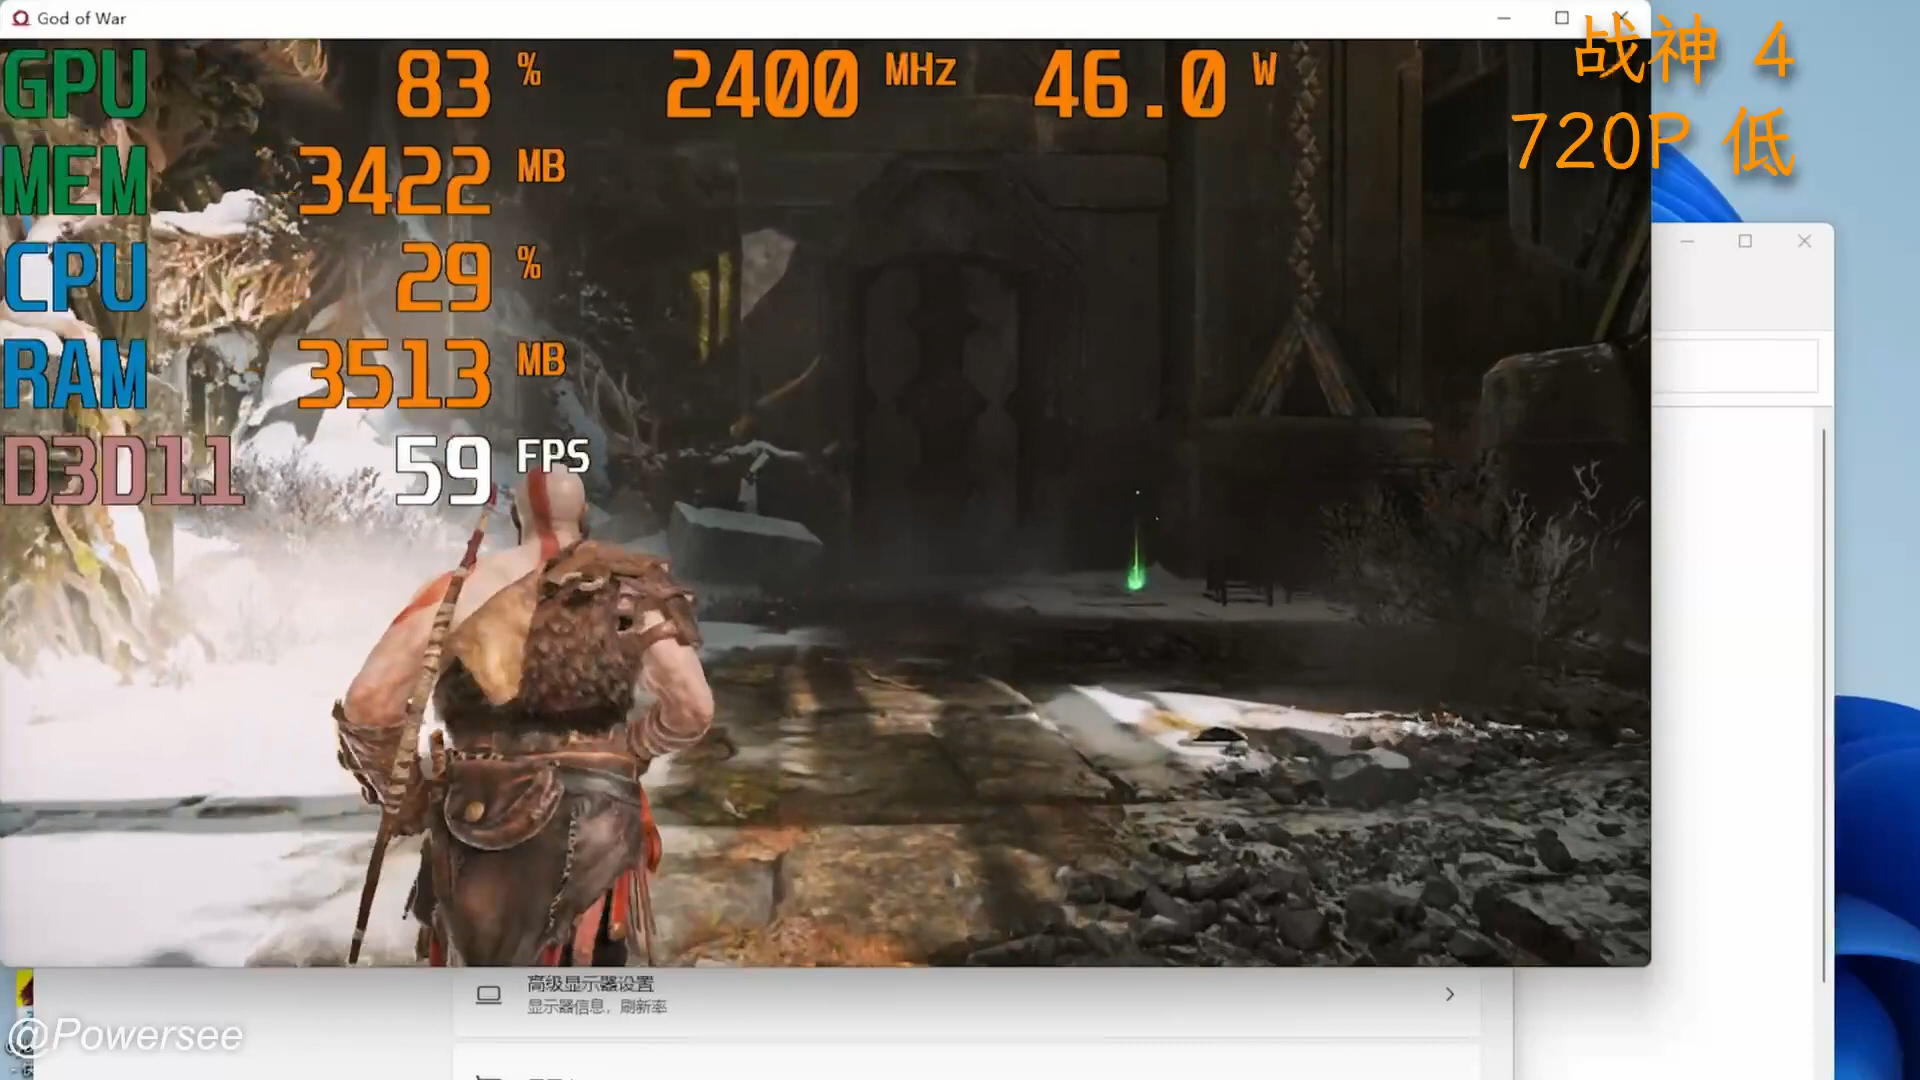 God of War
战神 4
720P 低
GPU 83 % 2400 MHz 46.0 W
MEM 3422 MB
CPU 29 %
RAM 3513 MB
D3D11 59 FPS
高级显示器设置
显示器信息，刷新率
@Powersee